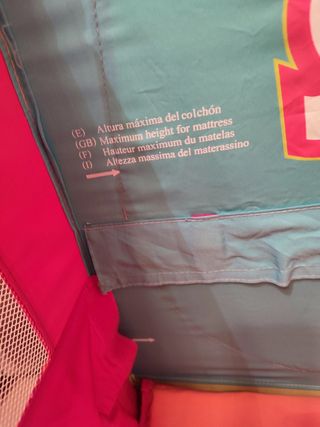 (E) Altura máxima del colchón
(GB) Maximum height for mattress
(F) Hauteur maximum du matelas
(I) Altezza massima del materassino